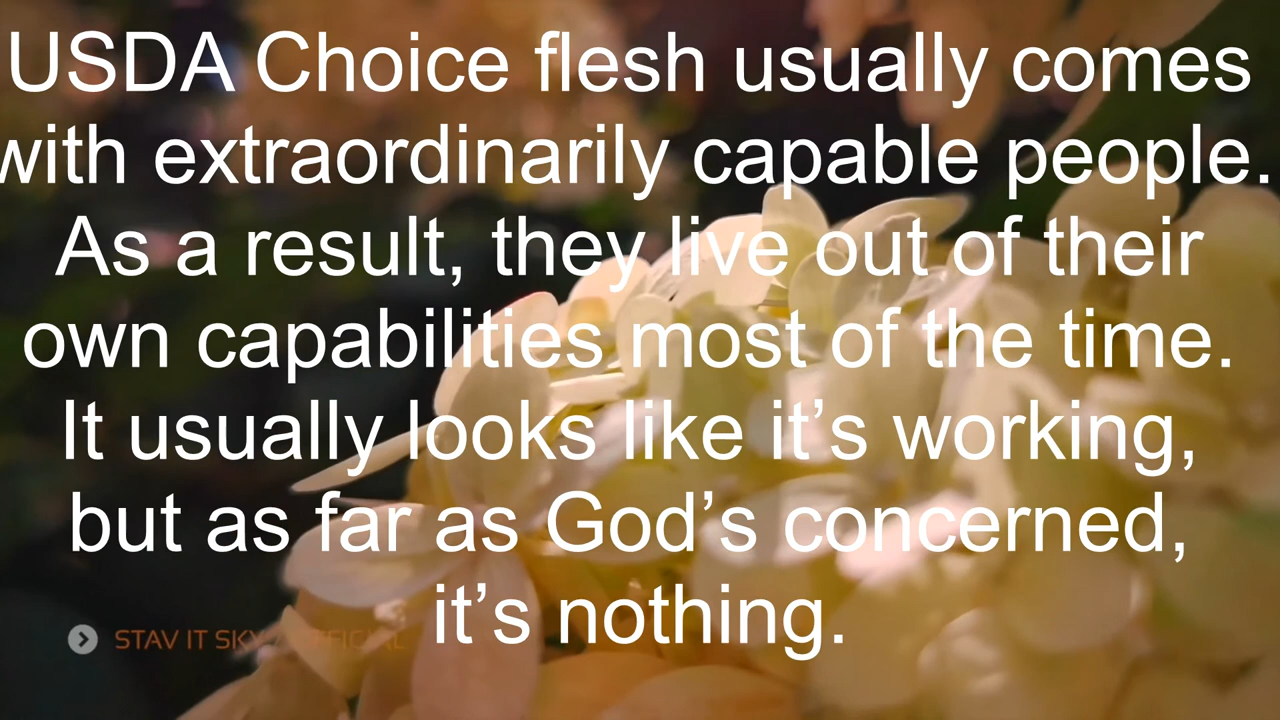 USDA Choice flesh usually comes
with extraordinarily capable people.
As a result, they live out of their
own capabilities most of the time.
It usually looks like it’s working,
but as far as God’s concerned,
it’s nothing.
STAV IT SKY OFFICIAL